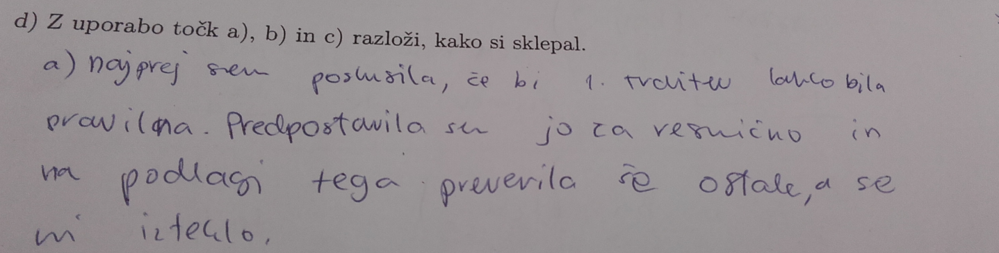 d) Z uporabo točk a), b) in c) razloži, kako si sklepal.
a) najprej sem poskusila, če bi 1. trditev lahko bila
pravilna. Predpostavila sem jo za resnično in
na podlagi tega preverila še ostale, a se
ni izteklo.